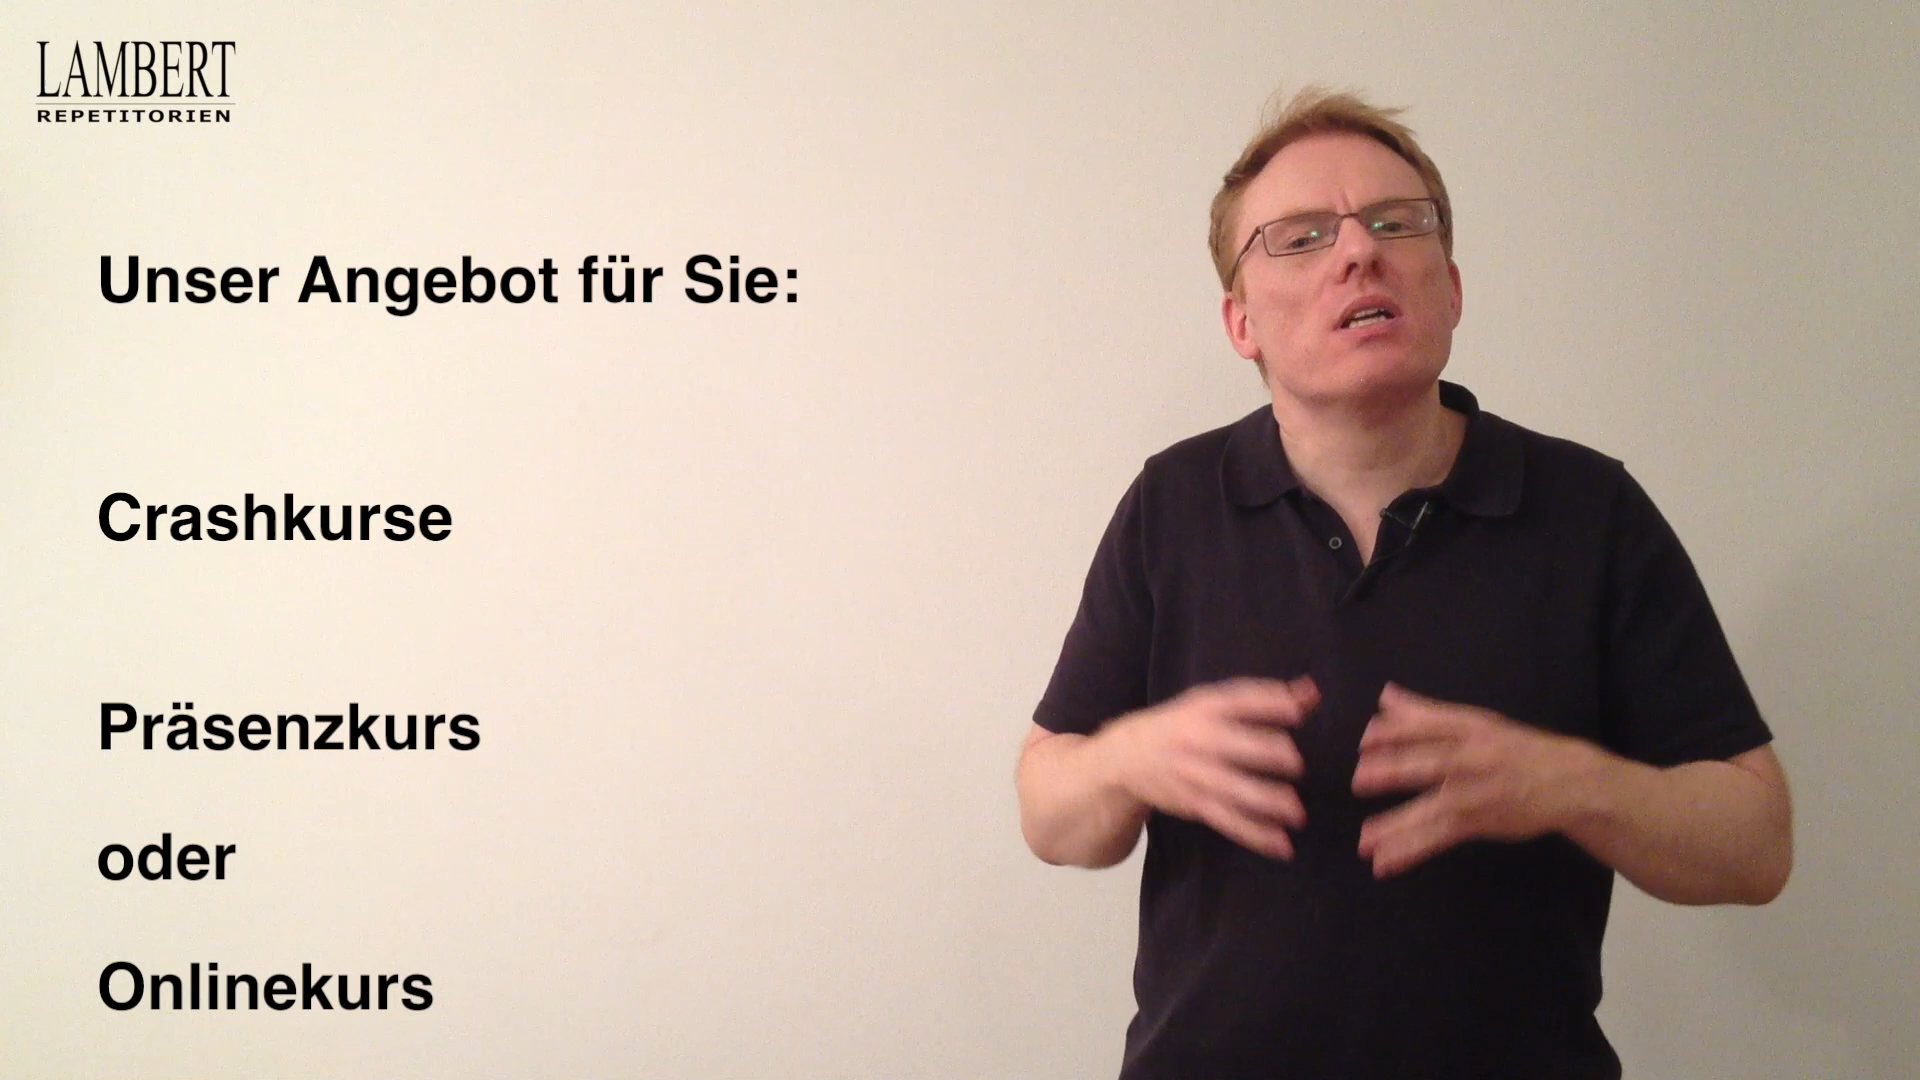 LAMBERT
REPETITORIEN
Unser Angebot für Sie:
Crashkurse
Präsenzkurs
oder
Onlinekurs